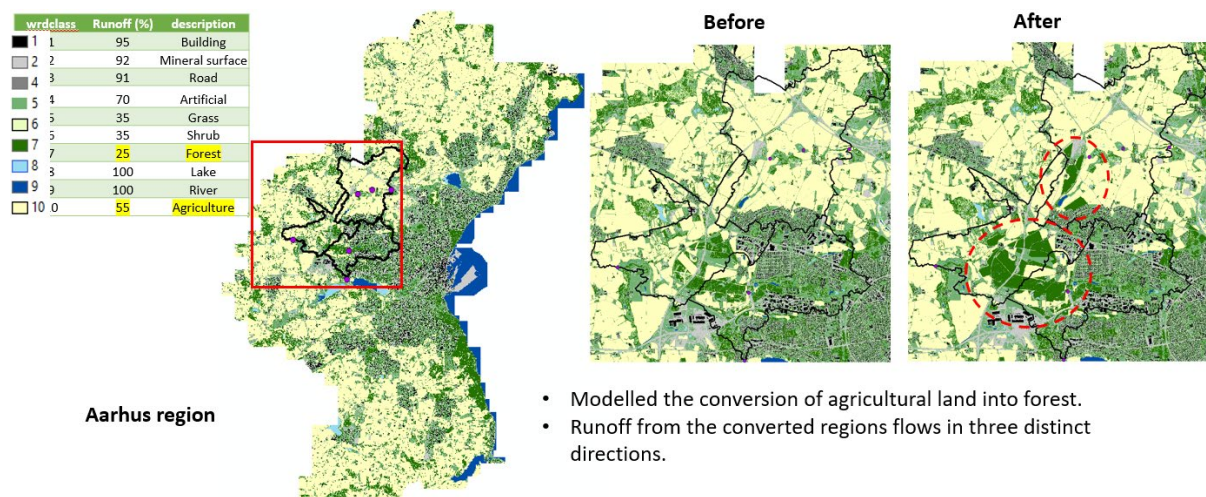 wrdclass Runoff (%) description
1 1 95 Building
2 2 92 Mineral surface
4 3 91 Road
5 4 70 Artificial
6 5 35 Grass
7 6 35 Shrub
8 7 25 Forest
9 8 100 Lake
10 9 100 River
0 55 Agriculture
Before
After
Aarhus region
• Modelled the conversion of agricultural land into forest.
• Runoff from the converted regions flows in three distinct
directions.